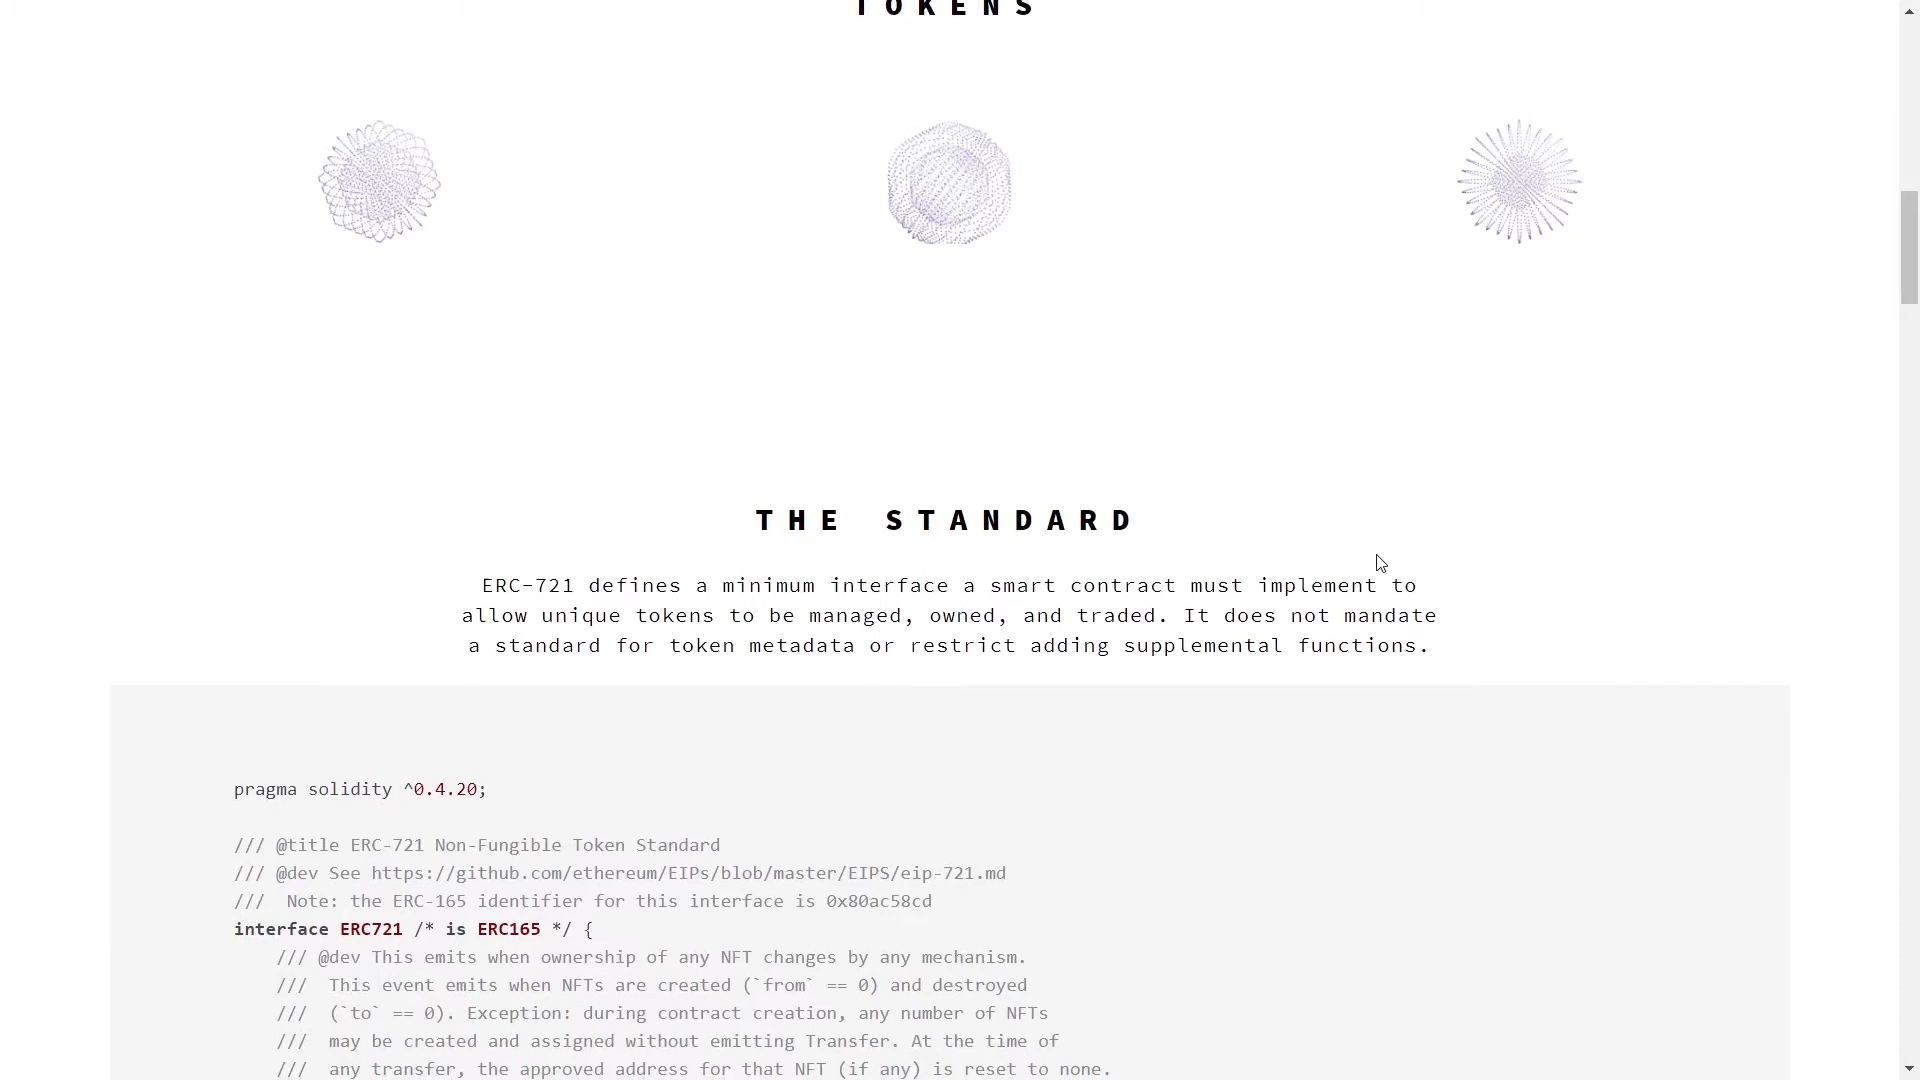 TOKENS
THE STANDARD
ERC-721 defines a minimum interface a smart contract must implement to
allow unique tokens to be managed, owned, and traded. It does not mandate
a standard for token metadata or restrict adding supplemental functions.
pragma solidity ^0.4.20;
/// @title ERC-721 Non-Fungible Token Standard
/// @dev See https://github.com/ethereum/EIPs/blob/master/EIPS/eip-721.md
///  Note: the ERC-165 identifier for this interface is 0x80ac58cd
interface ERC721 /* is ERC165 */ {
    /// @dev This emits when ownership of any NFT changes by any mechanism.
    ///  This event emits when NFTs are created (`from` == 0) and destroyed
    ///  (`to` == 0). Exception: during contract creation, any number of NFTs
    ///  may be created and assigned without emitting Transfer. At the time of
    ///  any transfer, the approved address for that NFT (if any) is reset to none.